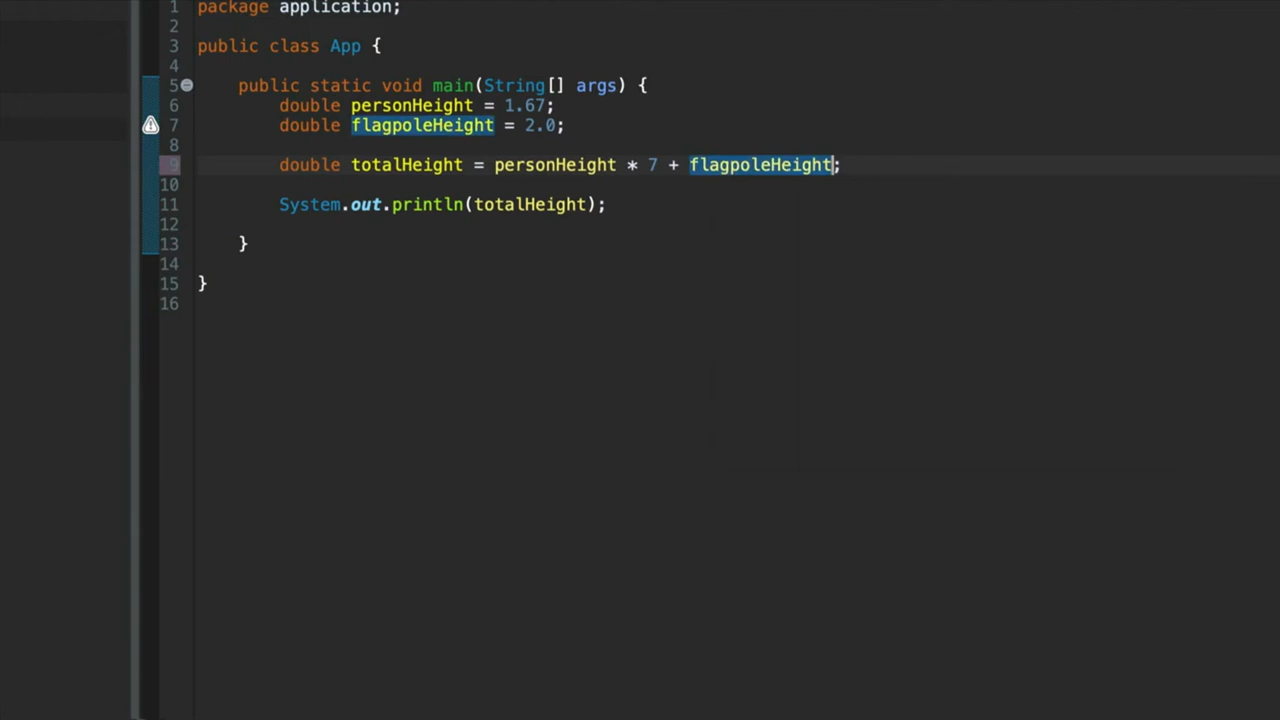 1 package application;
2
3 public class App {
4
5 public static void main(String[] args) {
6 double personHeight = 1.67;
7 double flagpoleHeight = 2.0;
8
9 double totalHeight = personHeight * 7 + flagpoleHeight;
10
11 System.out.println(totalHeight);
12
13 }
14
15 }
16